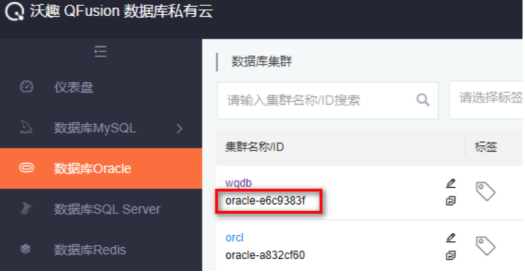 沃趣 QFusion 数据库私有云
仪表盘
数据库MySQL
数据库Oracle
数据库SQL Server
数据库Redis
数据库集群
请输入集群名称/ID搜索
请选择标签
集群名称/ID
标签
wqdb
oracle-e6c9383f
orcl
oracle-a832cf60